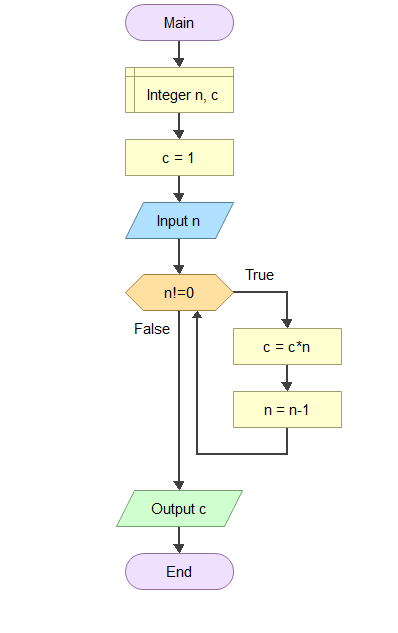 Main
Integer n, c
c = 1
Input n
n!=0
True
False
c = c*n
n = n-1
Output c
End